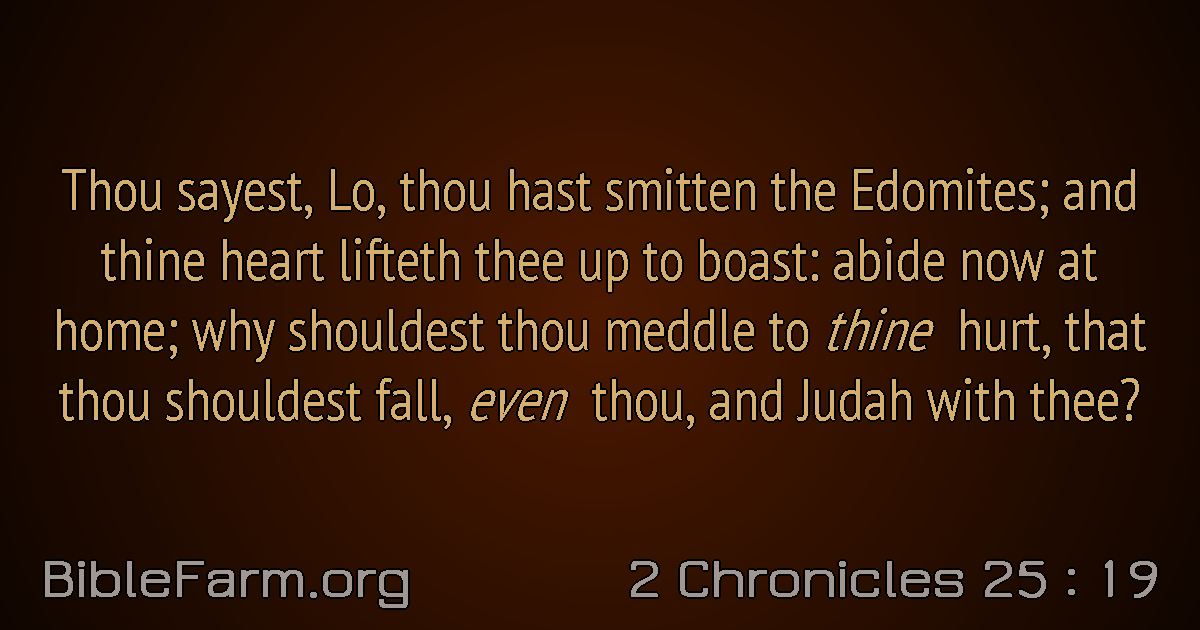 Thou sayest, Lo, thou hast smitten the Edomites; and
thine heart lifteth thee up to boast: abide now at
home; why shouldest thou meddle to thine hurt, that
thou shouldest fall, even thou, and Judah with thee?
BibleFarm.org
2 Chronicles 25 : 19